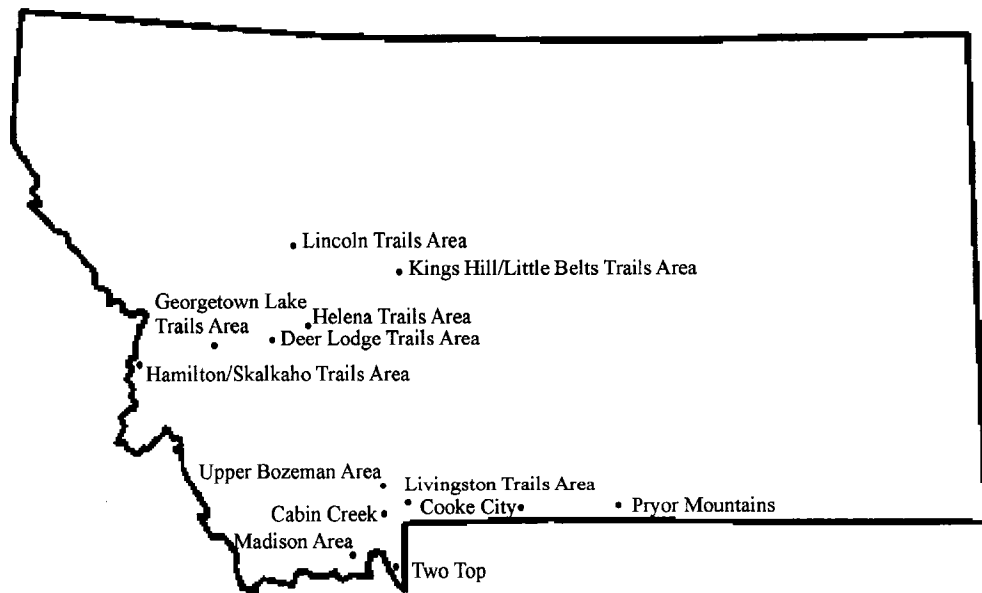 Lincoln Trails Area
Kings Hill/Little Belts Trails Area
Georgetown Lake
Trails Area
Helena Trails Area
Deer Lodge Trails Area
Hamilton/Skalkaho Trails Area
Upper Bozeman Area
Livingston Trails Area
Cooke City
Pryor Mountains
Cabin Creek
Madison Area
Two Top